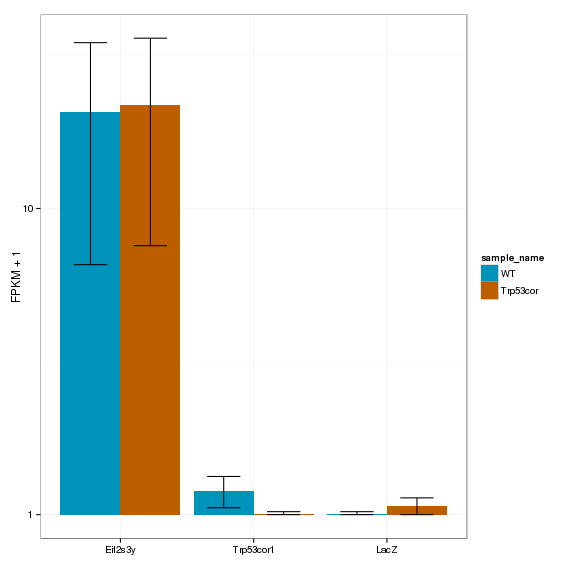 FPKM + 1
10
1
Eif2s3y
Trp53cor1
LacZ
sample_name
WT
Trp53cor